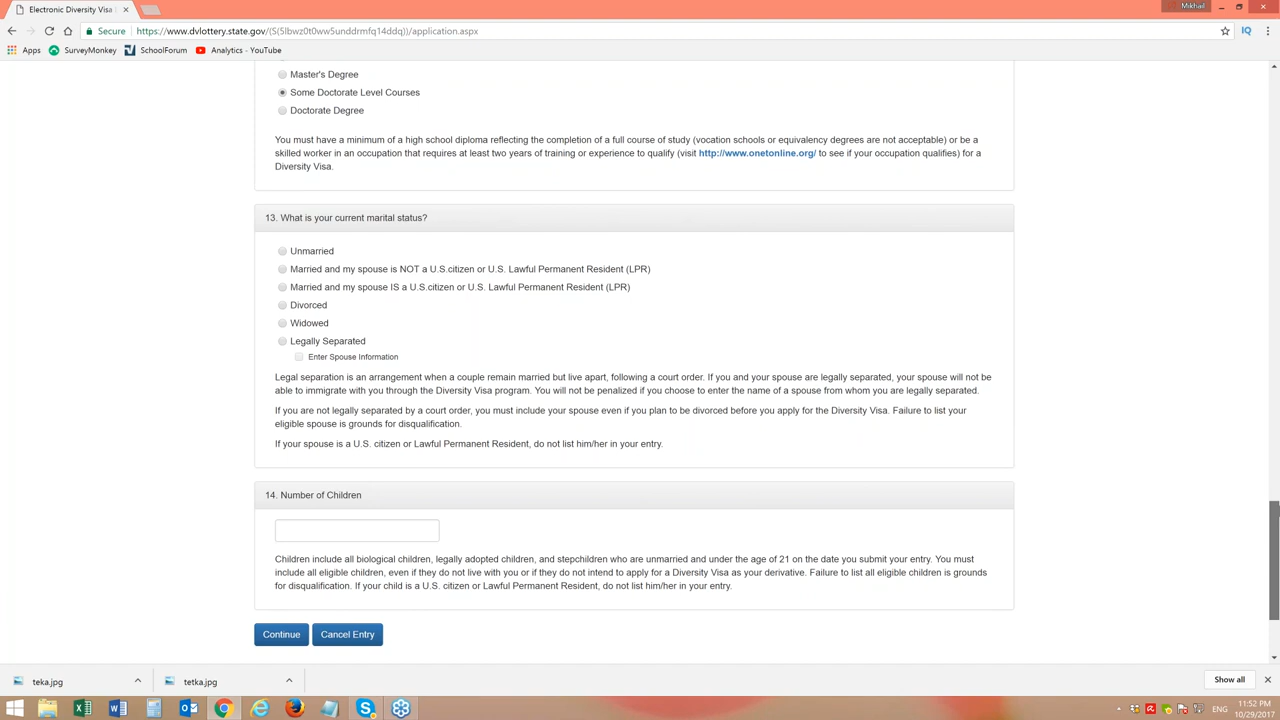 Electronic Diversity Visa
Mikhail
Secure
https://www.dvlottery.state.gov/(S(5lbwz0t0ww5unddrmfq14ddq))/application.aspx
IQ
Apps SurveyMonkey SchoolForum Analytics - YouTube
Master's Degree
Some Doctorate Level Courses
Doctorate Degree
You must have a minimum of a high school diploma reflecting the completion of a full course of study (vocation schools or equivalency degrees are not acceptable) or be a
skilled worker in an occupation that requires at least two years of training or experience to qualify (visit http://www.onetonline.org/ to see if your occupation qualifies) for a
Diversity Visa.
13. What is your current marital status?
Unmarried
Married and my spouse is NOT a U.S.citizen or U.S. Lawful Permanent Resident (LPR)
Married and my spouse IS a U.S.citizen or U.S. Lawful Permanent Resident (LPR)
Divorced
Widowed
Legally Separated
Enter Spouse Information
Legal separation is an arrangement when a couple remain married but live apart, following a court order. If you and your spouse are legally separated, your spouse will not be
able to immigrate with you through the Diversity Visa program. You will not be penalized if you choose to enter the name of a spouse from whom you are legally separated.
If you are not legally separated by a court order, you must include your spouse even if you plan to be divorced before you apply for the Diversity Visa. Failure to list your
eligible spouse is grounds for disqualification.
If your spouse is a U.S. citizen or Lawful Permanent Resident, do not list him/her in your entry.
14. Number of Children
Children include all biological children, legally adopted children, and stepchildren who are unmarried and under the age of 21 on the date you submit your entry. You must
include all eligible children, even if they do not live with you or if they do not intend to apply for a Diversity Visa as your derivative. Failure to list all eligible children is grounds
for disqualification. If your child is a U.S. citizen or Lawful Permanent Resident, do not list him/her in your entry.
Continue Cancel Entry
teka.jpg tetka.jpg Show all
ENG
11:52 PM
10/29/2017